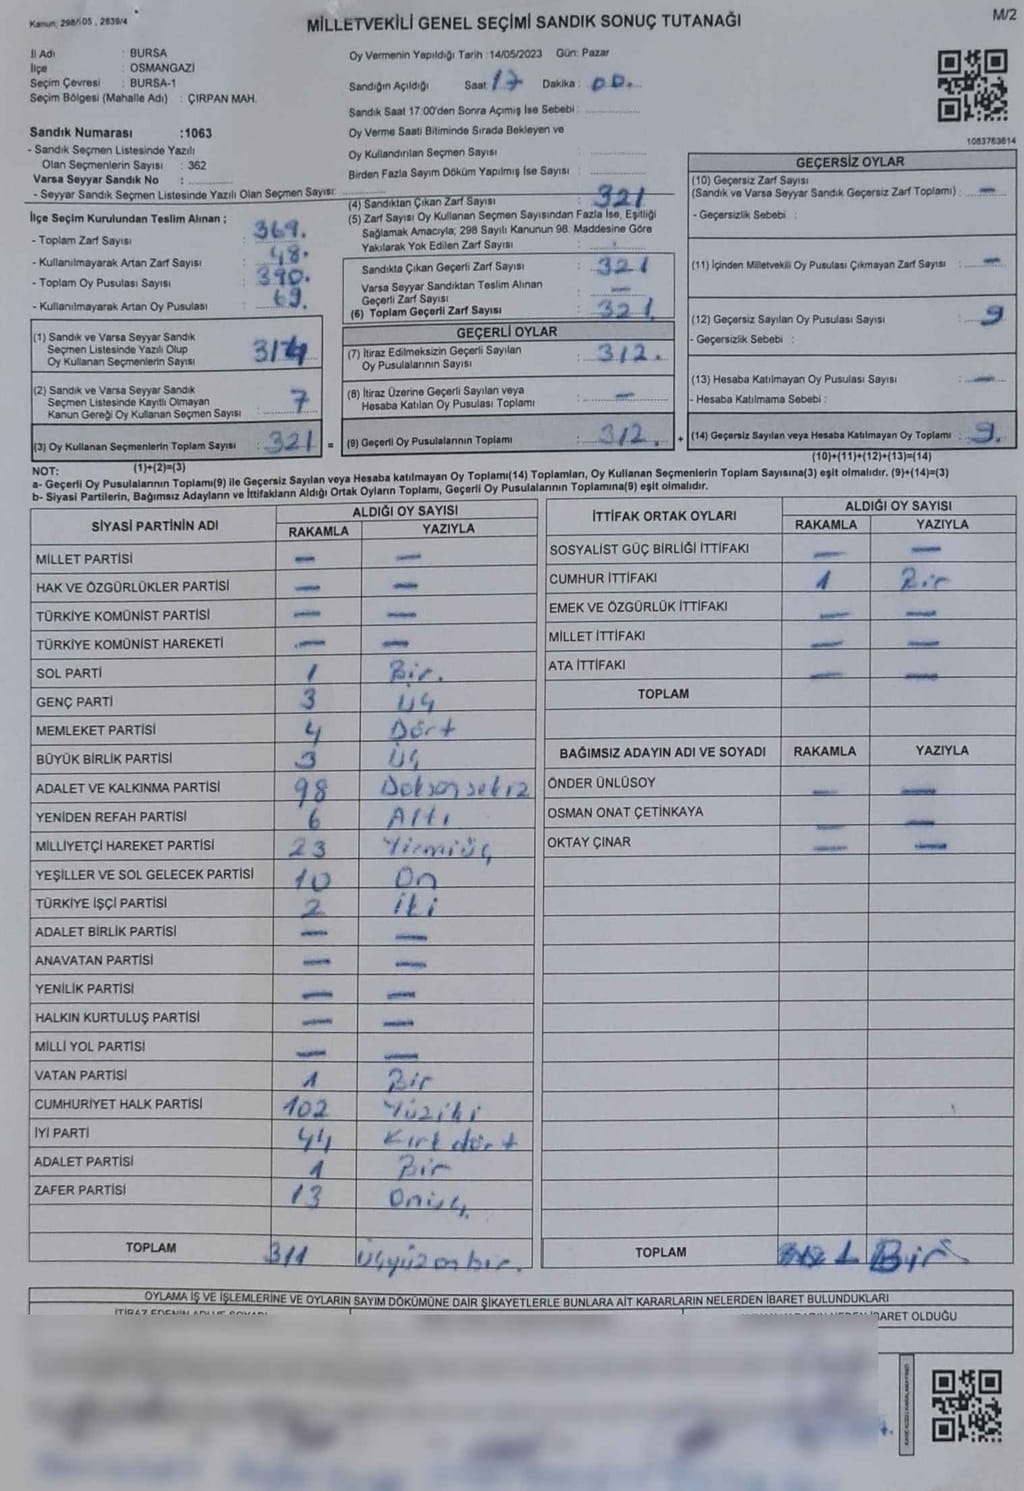 Kanun: 298/105 , 2839/4
MİLLETVEKİLİ GENEL SEÇİMİ SANDIK SONUÇ TUTANAĞI
M/2
İl Adı : BURSA
İlçe : OSMANGAZİ
Seçim Çevresi : BURSA-1
Seçim Bölgesi (Mahalle Adı) : ÇIRPAN MAH.
Sandık Numarası :1063
- Sandık Seçmen Listesinde Yazılı
Olan Seçmenlerin Sayısı : 362
Varsa Seyyar Sandık No :
- Seyyar Sandık Seçmen Listesinde Yazılı Olan Seçmen Sayısı:
Oy Vermenin Yapıldığı Tarih :14/05/2023 Gün: Pazar
Sandığın Açıldığı Saat: 17 Dakika : 00.
Sandık Saat 17:00'den Sonra Açımış İse Sebebi :
Oy Verme Saati Bitiminde Sırada Bekleyen ve
Oy Kullandırılan Seçmen Sayısı :
Birden Fazla Sayım Döküm Yapılmış İse Sayısı :
1063763614
İlçe Seçim Kurulundan Teslim Alınan ;
- Toplam Zarf Sayısı : 369.
- Kullanılmayarak Artan Zarf Sayısı : 48.
- Toplam Oy Pusulası Sayısı : 390.
- Kullanılmayarak Artan Oy Pusulası : 69.
(1) Sandık ve Varsa Seyyar Sandık
Seçmen Listesinde Yazılı Olup
Oy Kullanan Seçmenlerin Sayısı : 314
(2) Sandık ve Varsa Seyyar Sandık
Seçmen Listesinde Kayıtlı Olmayan
Kanun Gereği Oy Kullanan Seçmen Sayısı : 7
(3) Oy Kullanan Seçmenlerin Toplam Sayısı : 321 =
(1)+(2)=(3)
(4) Sandıktan Çıkan Zarf Sayısı : 321
(5) Zarf Sayısı Oy Kullanan Seçmen Sayısından Fazla İse, Eşitliği
Sağlamak Amacıyla; 298 Sayılı Kanunun 98. Maddesine Göre
Yakılarak Yok Edilen Zarf Sayısı :
Sandıkta Çıkan Geçerli Zarf Sayısı : 321
Varsa Seyyar Sandıktan Teslim Alınan
Geçerli Zarf Sayısı : —
(6) Toplam Geçerli Zarf Sayısı : 321
GEÇERLİ OYLAR
(7) İtiraz Edilmeksizin Geçerli Sayılan
Oy Pusulalarının Sayısı : 312.
(8) İtiraz Üzerine Geçerli Sayılan veya
Hesaba Katılan Oy Pusulası Toplamı : —
(9) Geçerli Oy Pusulalarının Toplamı : 312. +
GEÇERSİZ OYLAR
(10) Geçersiz Zarf Sayısı
(Sandık ve Varsa Seyyar Sandık Geçersiz Zarf Toplamı) : —
- Geçersizlik Sebebi :
(11) İçinden Milletvekili Oy Pusulası Çıkmayan Zarf Sayısı : —
(12) Geçersiz Sayılan Oy Pusulası Sayısı : 9
- Geçersizlik Sebebi :
(13) Hesaba Katılmayan Oy Pusulası Sayısı : —
- Hesaba Katılmama Sebebi :
(14) Geçersiz Sayılan veya Hesaba Katılmayan Oy Toplamı : 9.
(10)+(11)+(12)+(13)=(14)
NOT:
a- Geçerli Oy Pusulalarının Toplamı(9) ile Geçersiz Sayılan veya Hesaba katılmayan Oy Toplamı(14) Toplamları, Oy Kullanan Seçmenlerin Toplam Sayısına(3) eşit olmalıdır. (9)+(14)=(3)
b- Siyasi Partilerin, Bağımsız Adayların ve İttifakların Aldığı Ortak Oyların Toplamı, Geçerli Oy Pusulalarının Toplamına(9) eşit olmalıdır.
SİYASİ PARTİNİN ADI ALDIĞI OY SAYISI
RAKAMLA YAZIYLA
MİLLET PARTİSİ — —
HAK VE ÖZGÜRLÜKLER PARTİSİ — —
TÜRKİYE KOMÜNİST PARTİSİ — —
TÜRKİYE KOMÜNİST HAREKETİ — —
SOL PARTİ 1 Bir.
GENÇ PARTİ 3 Üç
MEMLEKET PARTİSİ 4 Dört
BÜYÜK BİRLİK PARTİSİ 3 Üç
ADALET VE KALKINMA PARTİSİ 98 Doksansekiz
YENİDEN REFAH PARTİSİ 6 Altı
MİLLİYETÇİ HAREKET PARTİSİ 23 Yirmiüç
YEŞİLLER VE SOL GELECEK PARTİSİ 10 On
TÜRKİYE İŞÇİ PARTİSİ 2 İki
ADALET BİRLİK PARTİSİ — —
ANAVATAN PARTİSİ — —
YENİLİK PARTİSİ — —
HALKIN KURTULUŞ PARTİSİ — —
MİLLİ YOL PARTİSİ — —
VATAN PARTİSİ 1 Bir
CUMHURİYET HALK PARTİSİ 102 Yüziki
İYİ PARTİ 44 Kırkdört
ADALET PARTİSİ 1 Bir
ZAFER PARTİSİ 13 Onüç.
TOPLAM 311 Üçyüzonbir.
İTTİFAK ORTAK OYLARI ALDIĞI OY SAYISI
RAKAMLA YAZIYLA
SOSYALİST GÜÇ BİRLİĞİ İTTİFAKI — —
CUMHUR İTTİFAKI 1 Bir
EMEK VE ÖZGÜRLÜK İTTİFAKI — —
MİLLET İTTİFAKI — —
ATA İTTİFAKI — —
TOPLAM
BAĞIMSIZ ADAYIN ADI VE SOYADI RAKAMLA YAZIYLA
ÖNDER ÜNLÜSOY — —
OSMAN ONAT ÇETİNKAYA — —
OKTAY ÇINAR — —
TOPLAM 1 Bir
OYLAMA İŞ VE İŞLEMLERİNE VE OYLARIN SAYIM DÖKÜMÜNE DAİR ŞİKAYETLERLE BUNLARA AİT KARARLARIN NELERDEN İBARET BULUNDUKLARI
İTİRAZ EDENİN ADI VE SOYADI
İBARET OLDUĞU